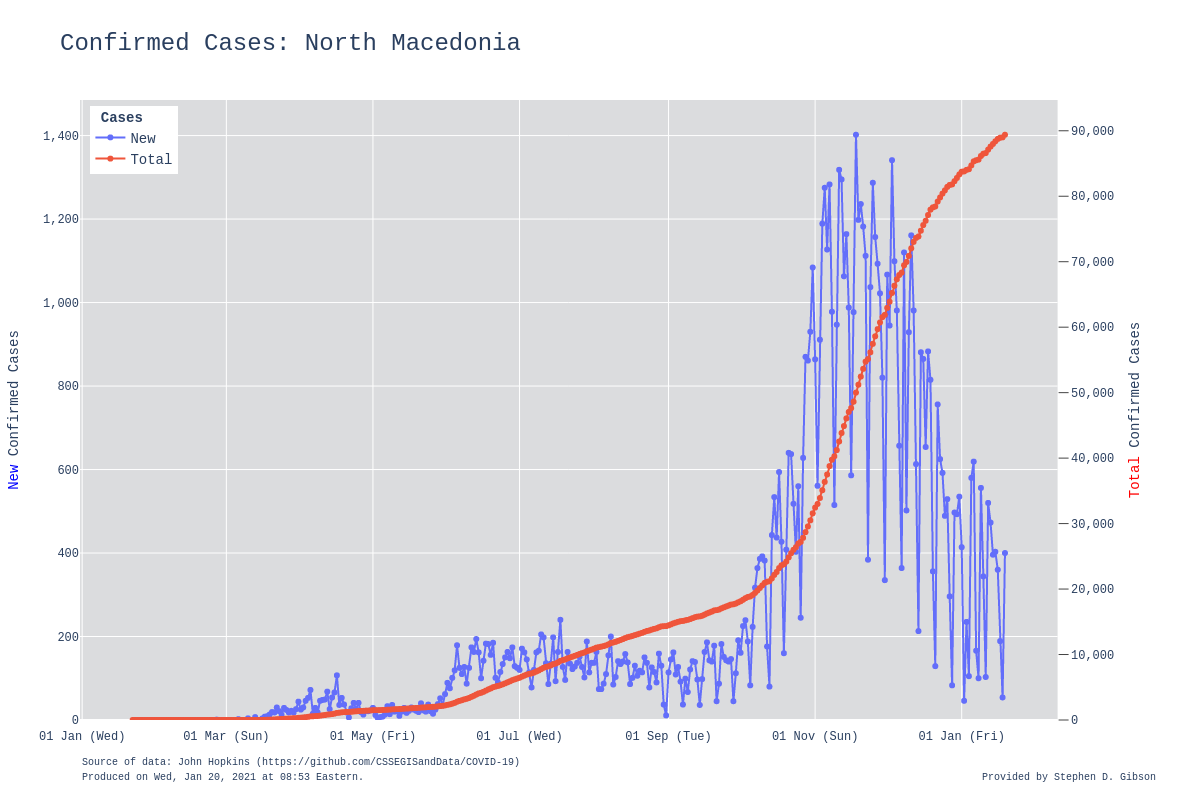 Confirmed Cases: North Macedonia
Cases
New
Total
1,400
1,200
1,000
800
600
400
200
0
New Confirmed Cases
90,000
80,000
70,000
60,000
50,000
40,000
30,000
20,000
10,000
0
Total Confirmed Cases
01 Jan (Wed) 01 Mar (Sun) 01 May (Fri) 01 Jul (Wed) 01 Sep (Tue) 01 Nov (Sun) 01 Jan (Fri)
Source of data: John Hopkins (https://github.com/CSSEGISandData/COVID-19)
Produced on Wed, Jan 20, 2021 at 08:53 Eastern.
Provided by Stephen D. Gibson